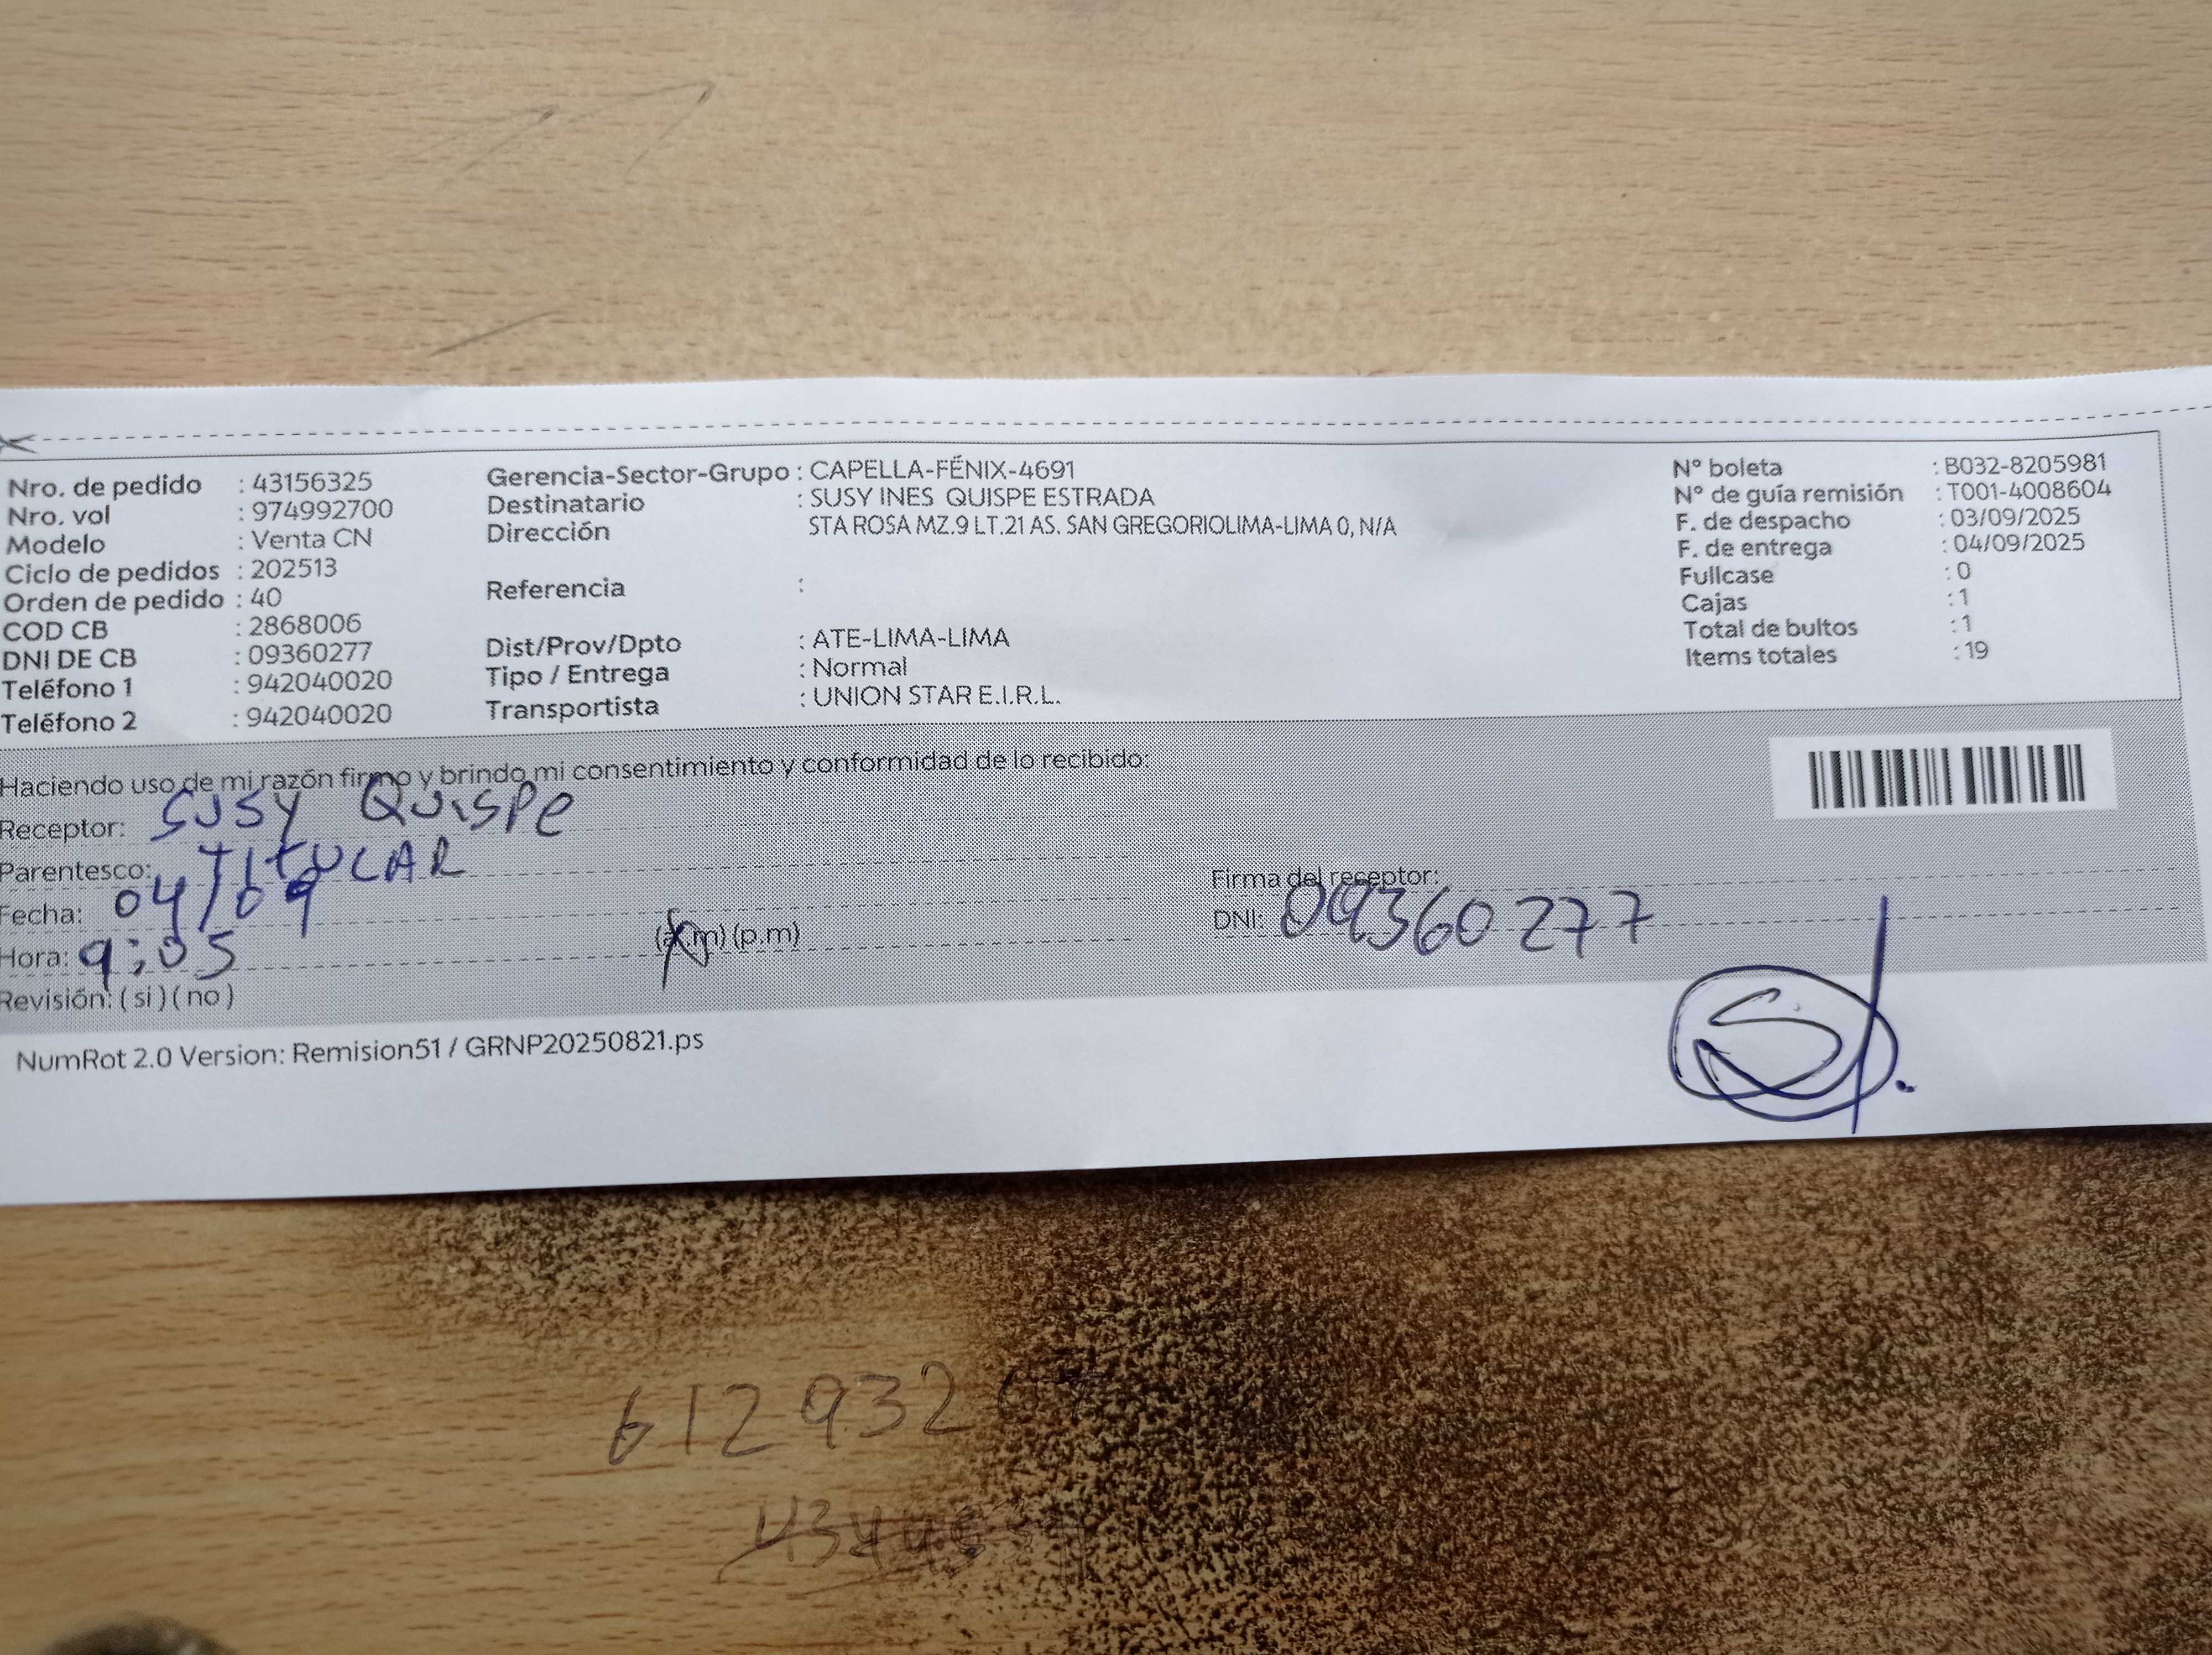 Nro. de pedido : 43156325
Nro. vol : 974992700
Modelo : Venta CN
Ciclo de pedidos : 202513
Orden de pedido : 40
COD CB : 2868006
DNI DE CB : 09360277
Teléfono 1 : 942040020
Teléfono 2 : 942040020
Gerencia-Sector-Grupo : CAPELLA-FÉNIX-4691
Destinatario : SUSY INES QUISPE ESTRADA
Dirección STA ROSA MZ.9 LT.21 AS. SAN GREGORIOLIMA-LIMA 0, N/A
Referencia :
Dist/Prov/Dpto : ATE-LIMA-LIMA
Tipo / Entrega : Normal
Transportista : UNION STAR E.I.R.L.
N° boleta : B032-8205981
N° de guía remisión : T001-4008604
F. de despacho : 03/09/2025
F. de entrega : 04/09/2025
Fullcase : 0
Cajas : 1
Total de bultos : 1
Items totales : 19
Haciendo uso de mi razón firmo y brindo mi consentimiento y conformidad de lo recibido:
Receptor: SUSY QUISPE
Parentesco: TITULAR
Fecha: 04/09
Hora: 9:05 (a.m) (p.m)
Revisión: ( si ) ( no )
Firma del receptor:
DNI: 09360277
NumRot 2.0 Version: Remision51 / GRNP20250821.ps
612932